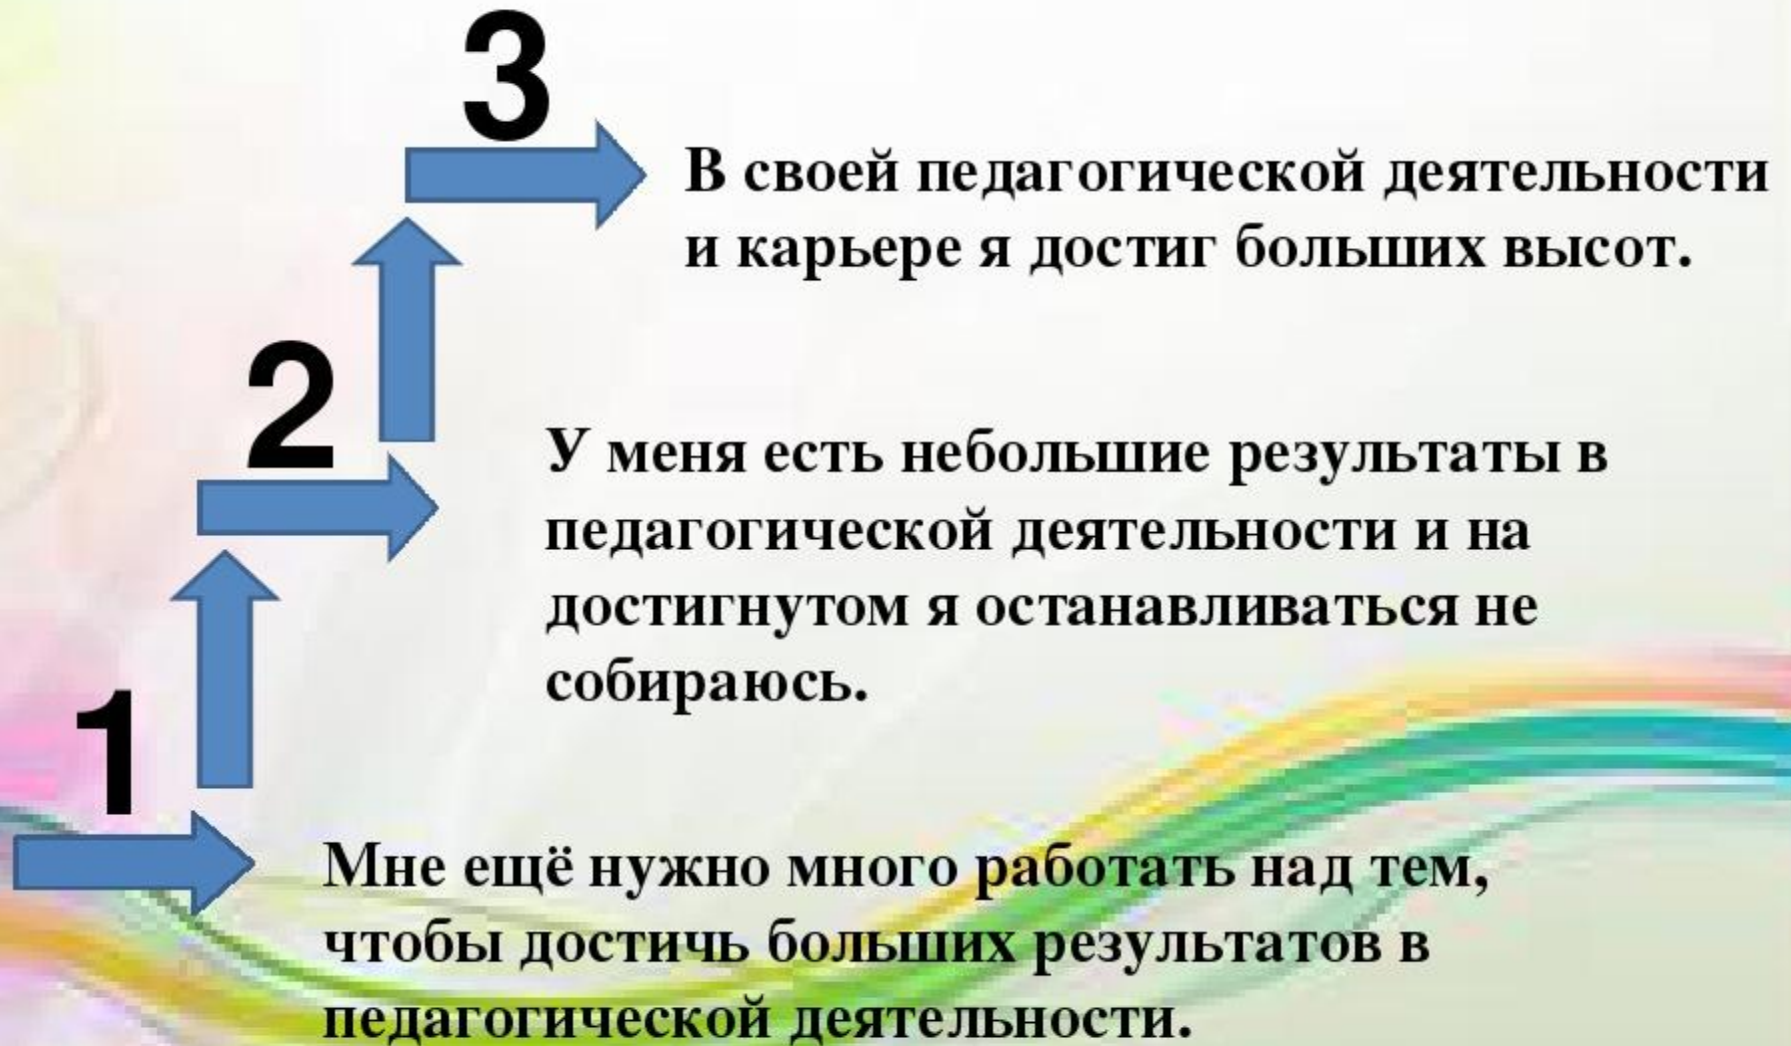 3
В своей педагогической деятельности
и карьере я достиг больших высот.
2
У меня есть небольшие результаты в
педагогической деятельности и на
достигнутом я останавливаться не
собираюсь.
1
Мне ещё нужно много работать над тем,
чтобы достичь больших результатов в
педагогической деятельности.